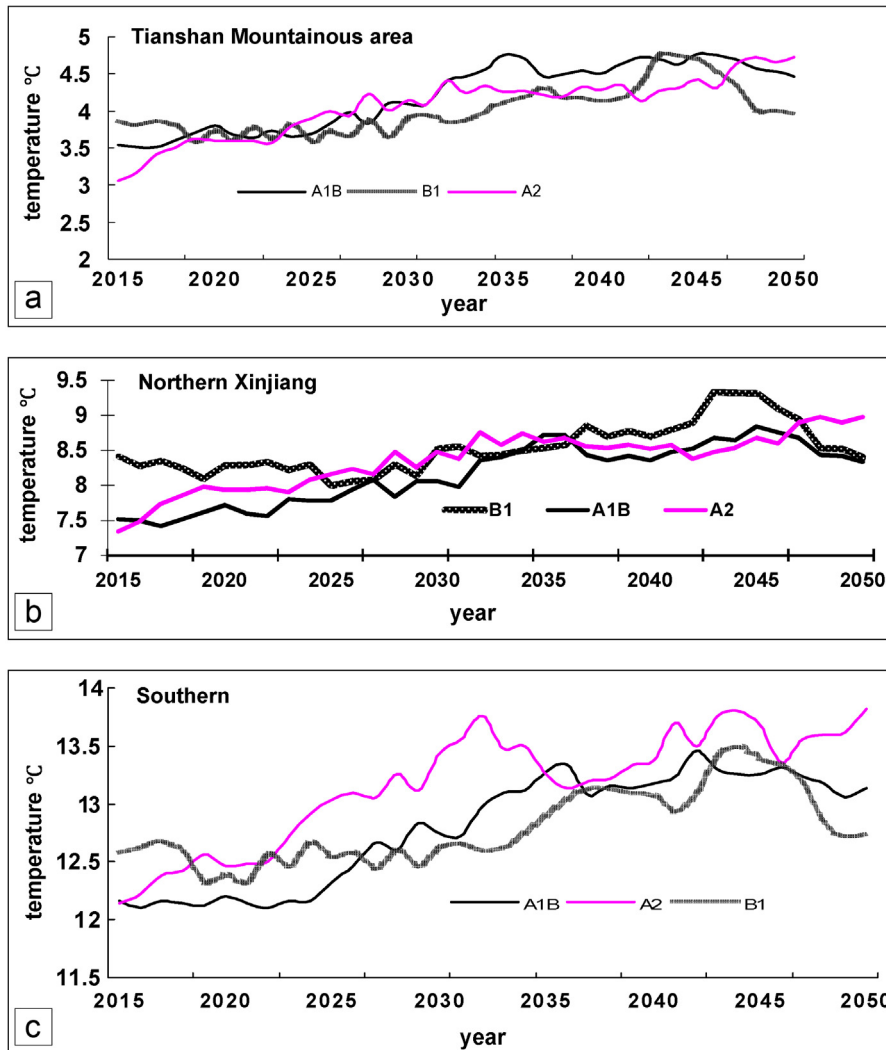 Tianshan Mountainous area
temperature ℃
5
4.5
4
3.5
3
2.5
2
A1B B1 A2
2015 2020 2025 2030 2035 2040 2045 2050
year
a
Northern Xinjiang
temperature ℃
9.5
9
8.5
8
7.5
7
B1 A1B A2
2015 2020 2025 2030 2035 2040 2045 2050
year
b
Southern
temperature ℃
14
13.5
13
12.5
12
11.5
A1B A2 B1
2015 2020 2025 2030 2035 2040 2045 2050
year
c